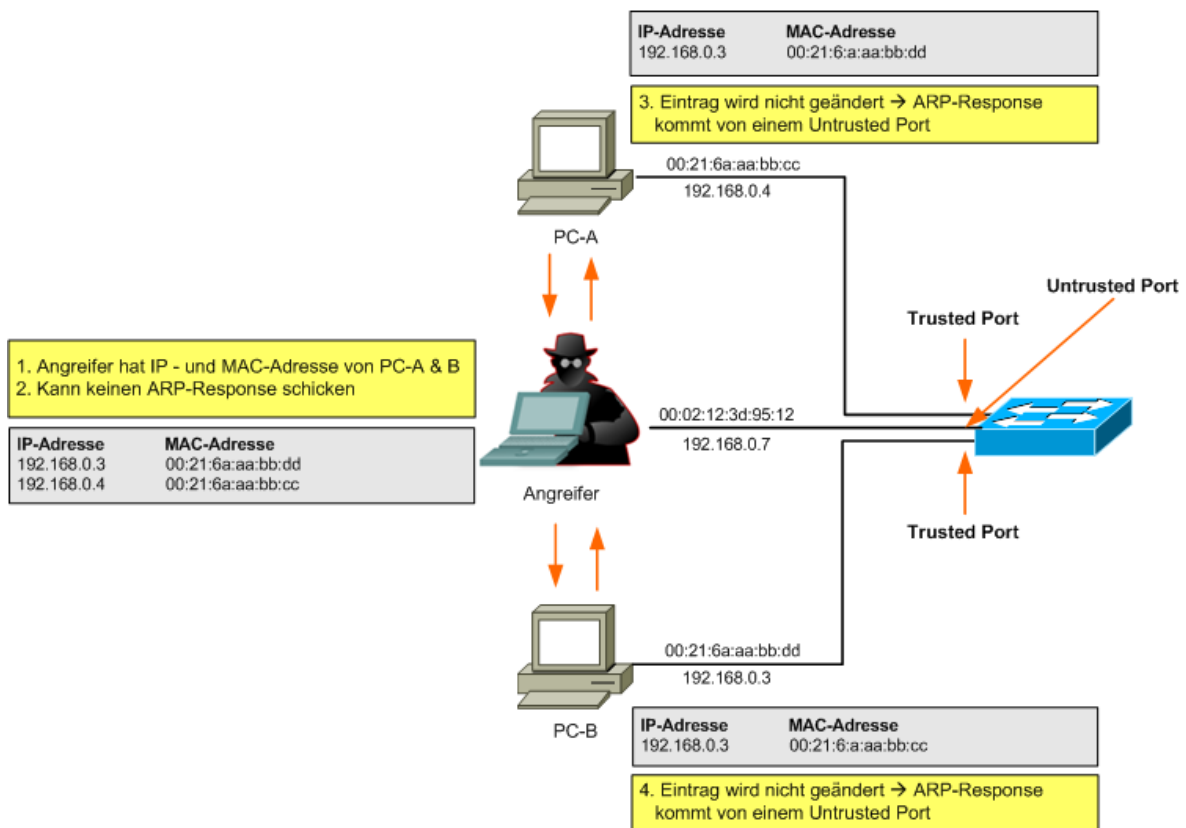 IP-Adresse MAC-Adresse
192.168.0.3 00:21:6:a:aa:bb:dd
3. Eintrag wird nicht geändert → ARP-Response
kommt von einem Untrusted Port
00:21:6a:aa:bb:cc
192.168.0.4
PC-A
Untrusted Port
Trusted Port
1. Angreifer hat IP - und MAC-Adresse von PC-A & B
2. Kann keinen ARP-Response schicken
IP-Adresse MAC-Adresse
192.168.0.3 00:21:6a:aa:bb:dd
192.168.0.4 00:21:6a:aa:bb:cc
00:02:12:3d:95:12
192.168.0.7
Angreifer
Trusted Port
00:21:6a:aa:bb:dd
192.168.0.3
PC-B
IP-Adresse MAC-Adresse
192.168.0.3 00:21:6:a:aa:bb:cc
4. Eintrag wird nicht geändert → ARP-Response
kommt von einem Untrusted Port